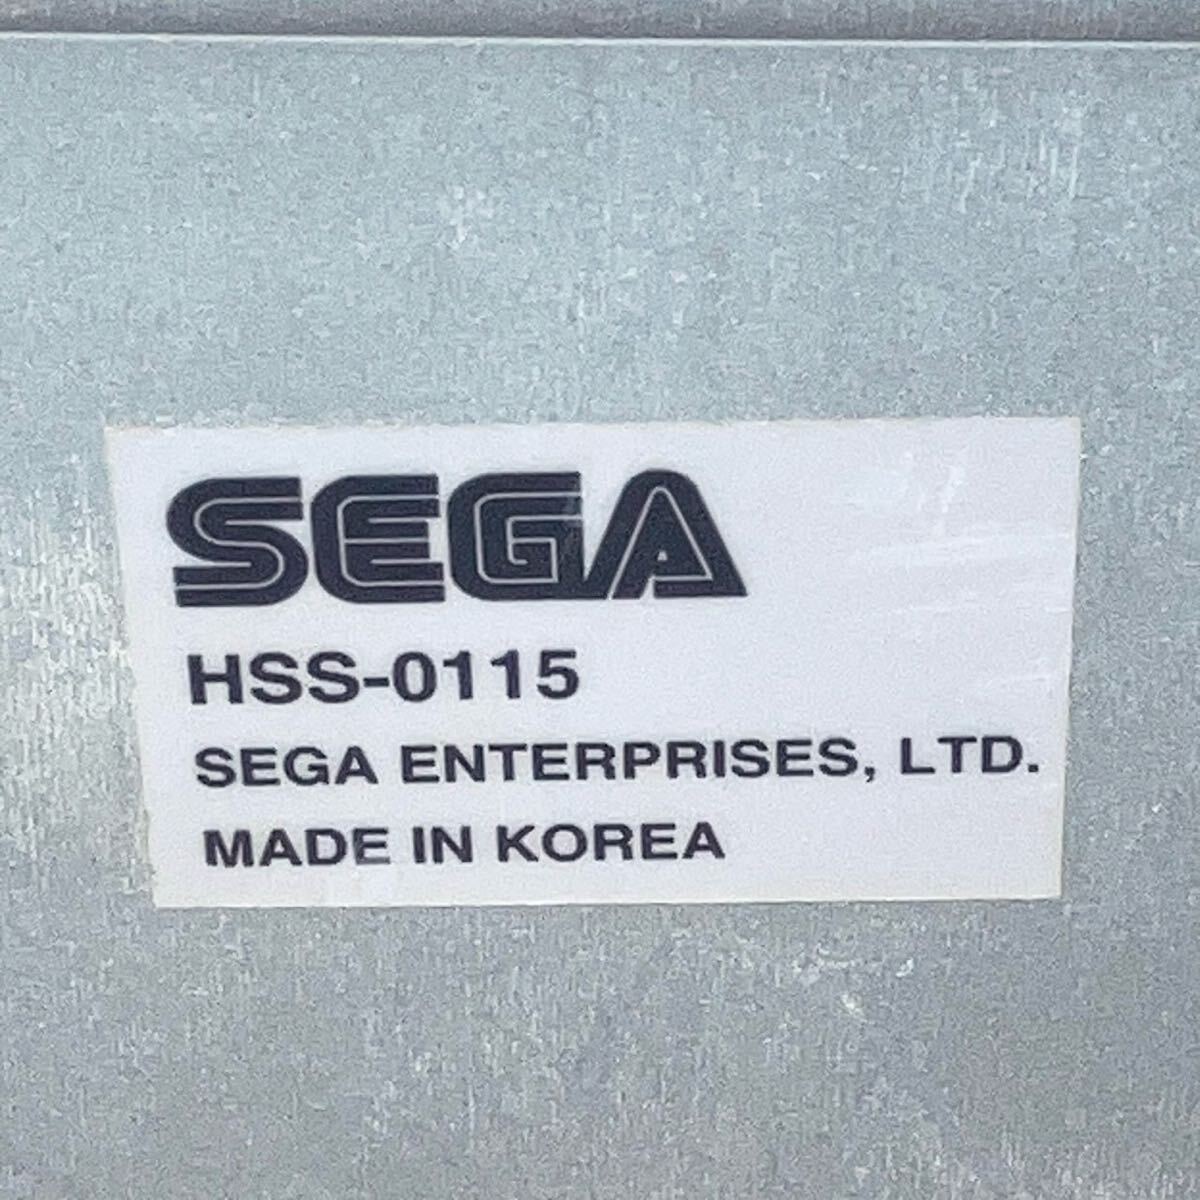 SEGA
HSS-0115
SEGA ENTERPRISES, LTD.
MADE IN KOREA